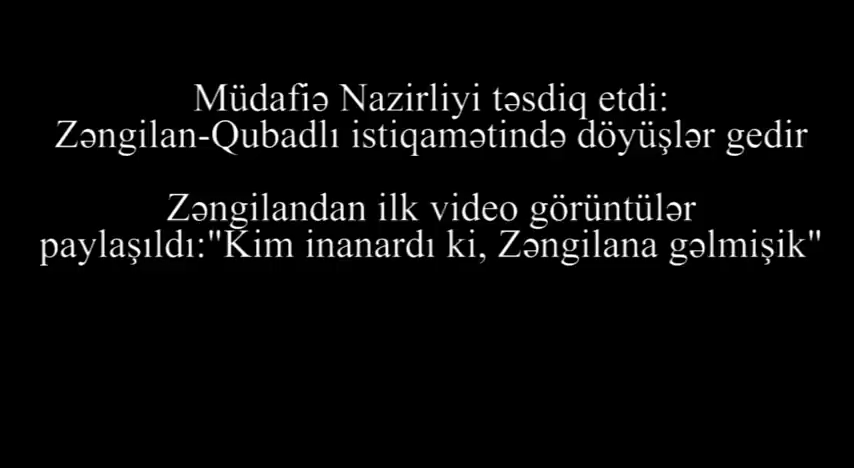 Müdafiə Nazirliyi təsdiq etdi:
Zəngilan-Qubadlı istiqamətində döyüşlər gedir
Zəngilandan ilk video görüntülər
paylaşıldı:"Kim inanardı ki, Zəngilana gəlmişik"